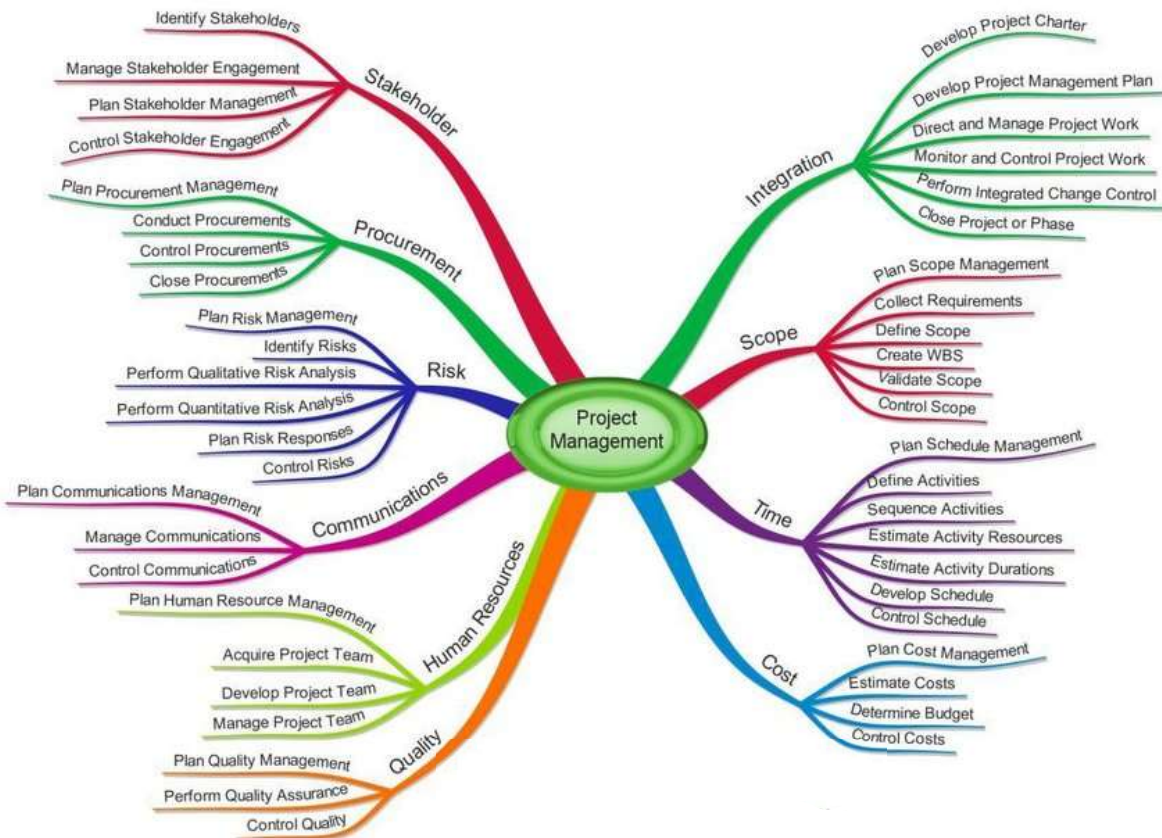 Project
Management
Stakeholder
Identify Stakeholders
Manage Stakeholder Engagement
Plan Stakeholder Management
Control Stakeholder Engagement
Procurement
Plan Procurement Management
Conduct Procurements
Control Procurements
Close Procurements
Risk
Plan Risk Management
Identify Risks
Perform Qualitative Risk Analysis
Perform Quantitative Risk Analysis
Plan Risk Responses
Control Risks
Communications
Plan Communications Management
Manage Communications
Control Communications
Human Resources
Plan Human Resource Management
Acquire Project Team
Develop Project Team
Manage Project Team
Quality
Plan Quality Management
Perform Quality Assurance
Control Quality
Integration
Develop Project Charter
Develop Project Management Plan
Direct and Manage Project Work
Monitor and Control Project Work
Perform Integrated Change Control
Close Project or Phase
Scope
Plan Scope Management
Collect Requirements
Define Scope
Create WBS
Validate Scope
Control Scope
Time
Plan Schedule Management
Define Activities
Sequence Activities
Estimate Activity Resources
Estimate Activity Durations
Develop Schedule
Control Schedule
Cost
Plan Cost Management
Estimate Costs
Determine Budget
Control Costs